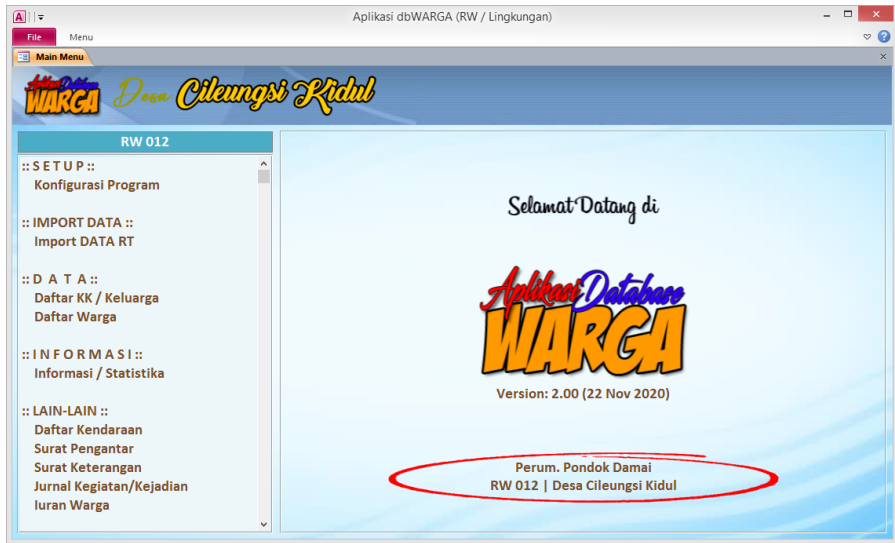 Aplikasi dbWARGA (RW / Lingkungan)
File Menu
Main Menu
Aplikasi Database
WARGA
Desa Cileungsi Kidul
RW 012
:: S E T U P ::
Konfigurasi Program
:: IMPORT DATA ::
Import DATA RT
:: D A T A ::
Daftar KK / Keluarga
Daftar Warga
:: I N F O R M A S I ::
Informasi / Statistika
:: LAIN-LAIN ::
Daftar Kendaraan
Surat Pengantar
Surat Keterangan
Jurnal Kegiatan/Kejadian
Iuran Warga
Selamat Datang di
Aplikasi Database
WARGA
Version: 2.00 (22 Nov 2020)
Perum. Pondok Damai
RW 012 | Desa Cileungsi Kidul